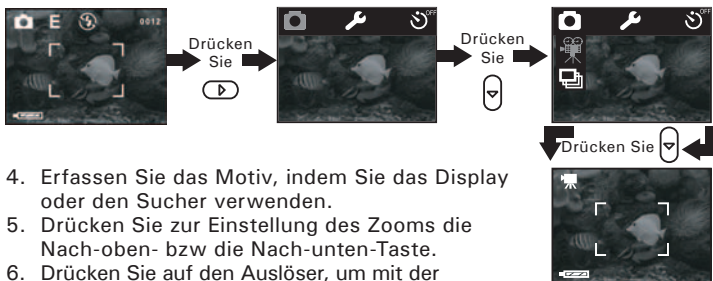 E 0012
Drücken
Sie
OFF
Drücken
Sie
OFF
Drücken Sie
4. Erfassen Sie das Motiv, indem Sie das Display
oder den Sucher verwenden.
5. Drücken Sie zur Einstellung des Zooms die
Nach-oben- bzw die Nach-unten-Taste.
6. Drücken Sie auf den Auslöser, um mit der